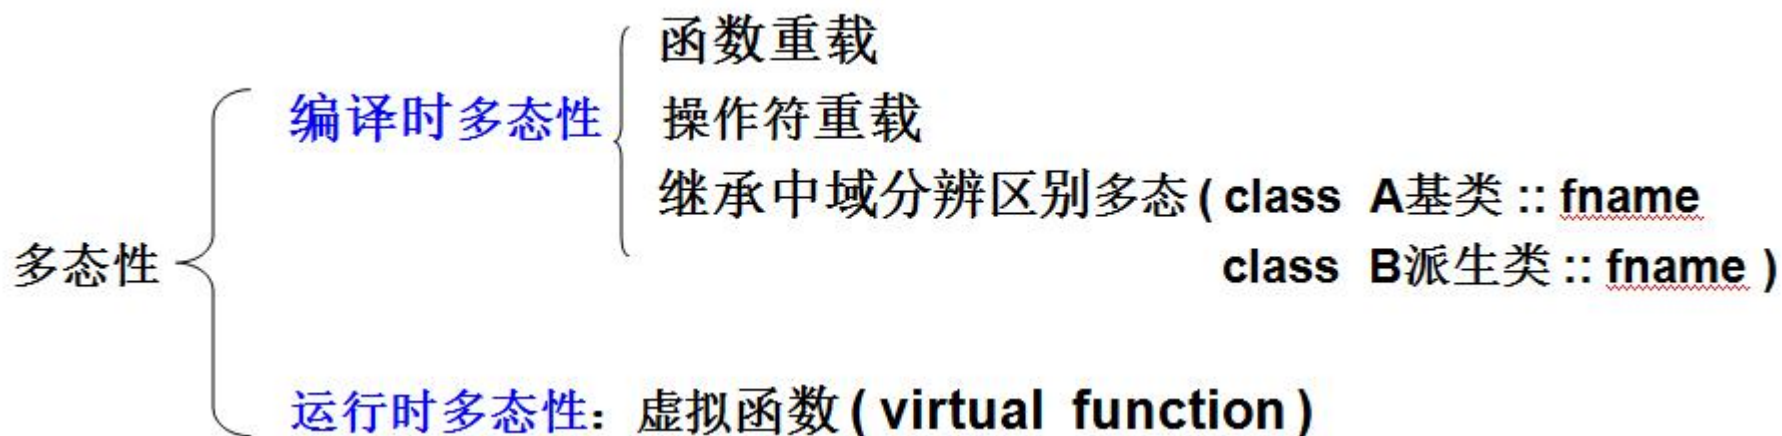 函数重载
编译时多态性
操作符重载
继承中域分辨区别多态 ( class A基类 :: fname
多态性
class B派生类 :: fname )
运行时多态性：虚拟函数 ( virtual function )